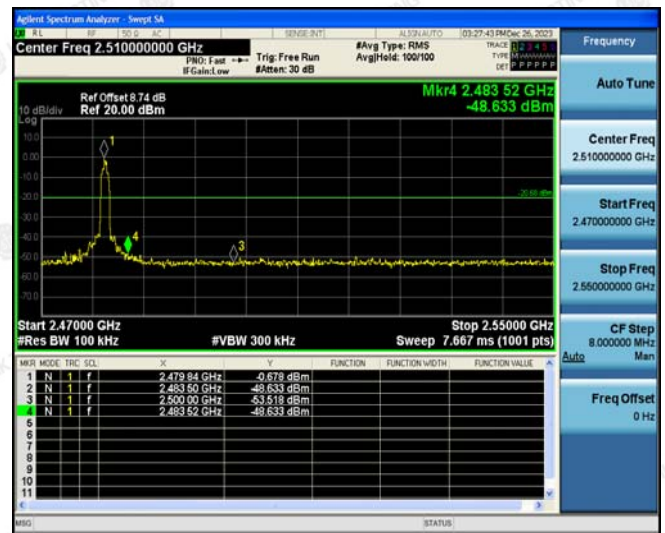 Agilent Spectrum Analyzer - Swept SA
RL RF 50 Ω AC SENSE:INT ALIGN AUTO 03:27:43 PM Dec 26, 2023
Center Freq 2.510000000 GHz
PNO: Fast
IFGain:Low
Trig: Free Run
#Atten: 30 dB
#Avg Type: RMS
Avg|Hold: 100/100
TRACE 1 2 3 4 5 6
TYPE MWWWWW
DET P P P P P P
Ref Offset 8.74 dB
Ref 20.00 dBm
10 dB/div
Log
Mkr4 2.483 52 GHz
-48.633 dBm
10.0
0.00
-10.0
-20.0
-30.0
-40.0
-50.0
-60.0
-70.0
1
4
3
-20.68 dBm
Start 2.47000 GHz
Stop 2.55000 GHz
#Res BW 100 kHz
#VBW 300 kHz
Sweep 7.667 ms (1001 pts)
MKR MODE TRC SCL X Y FUNCTION FUNCTION WIDTH FUNCTION VALUE
1 N 1 f 2.479 84 GHz -0.678 dBm
2 N 1 f 2.483 50 GHz -48.633 dBm
3 N 1 f 2.500 00 GHz -53.518 dBm
4 N 1 f 2.483 52 GHz -48.633 dBm
5
6
7
8
9
10
11
MSG STATUS
Frequency
Auto Tune
Center Freq
2.510000000 GHz
Start Freq
2.470000000 GHz
Stop Freq
2.550000000 GHz
CF Step
8.000000 MHz
Auto Man
Freq Offset
0 Hz